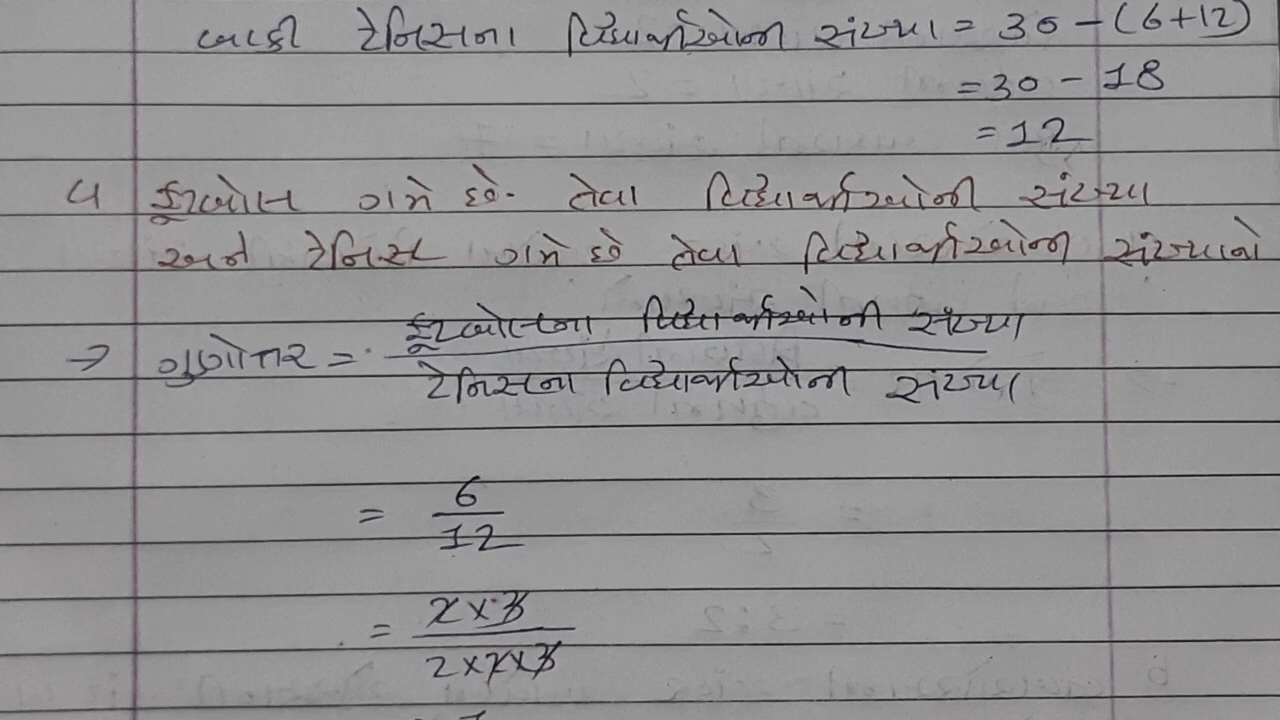 બાકી ટેનિસના વિદ્યાર્થીઓની સંખ્યા = 30 - (6+12)
= 30 - 18
= 12
a ફૂટબોલ ગમે છે. તેવા વિદ્યાર્થીઓની સંખ્યા
અને ટેનિસ ગમે છે તેવા વિદ્યાર્થીઓની સંખ્યાનો
→ ગુણોત્તર = ફૂટબોલના વિદ્યાર્થીઓની સંખ્યા
ટેનિસના વિદ્યાર્થીઓની સંખ્યા
= 6
12
= 2 × 3
2 × 2 × 3